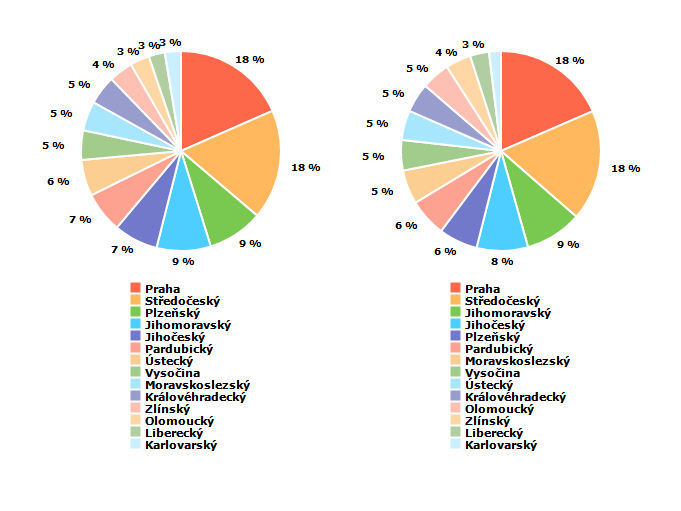 18 %
18 %
9 %
9 %
7 %
7 %
6 %
5 %
5 %
5 %
4 %
3 %
3 %
3 %
Praha
Středočeský
Plzeňský
Jihomoravský
Jihočeský
Pardubický
Ústecký
Vysočina
Moravskoslezský
Královéhradecký
Zlínský
Olomoucký
Liberecký
Karlovarský
18 %
18 %
9 %
8 %
6 %
6 %
5 %
5 %
5 %
5 %
5 %
4 %
3 %
Praha
Středočeský
Jihomoravský
Jihočeský
Plzeňský
Pardubický
Moravskoslezský
Vysočina
Ústecký
Královéhradecký
Olomoucký
Zlínský
Liberecký
Karlovarský